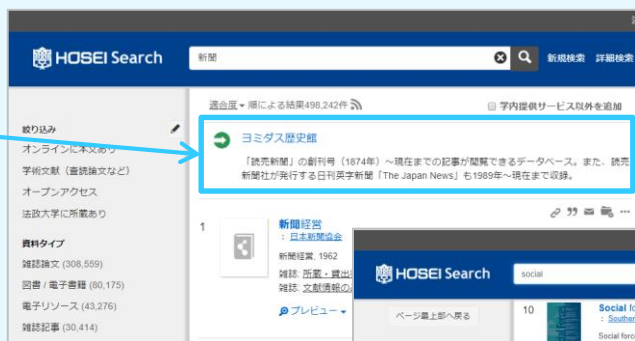 HOSEI Search
新聞
新規検索 詳細検索
適合度 順による結果498,242件
学内提供サービス以外を追加
絞り込み
オンラインに本文あり
学術文献（査読論文など）
オープンアクセス
法政大学に所蔵あり
資料タイプ
雑誌論文 (308,559)
図書 / 電子書籍 (80,175)
電子リソース (43,276)
雑誌記事 (30,414)
ヨミダス歴史館
「読売新聞」の創刊号（1874年）～現在までの記事が閲覧できるデータベース。また、読売
新聞社が発行する日刊英字新聞「The Japan News」も1989年～現在まで収録。
1
新聞経営
: 日本新聞協会
新聞経営, 1962
雑誌: 所蔵・貸出
雑誌: 文献情報の
プレビュー
HOSEI Search
social
ページ最上部へ戻る
10
Social
: Souther
Social forc